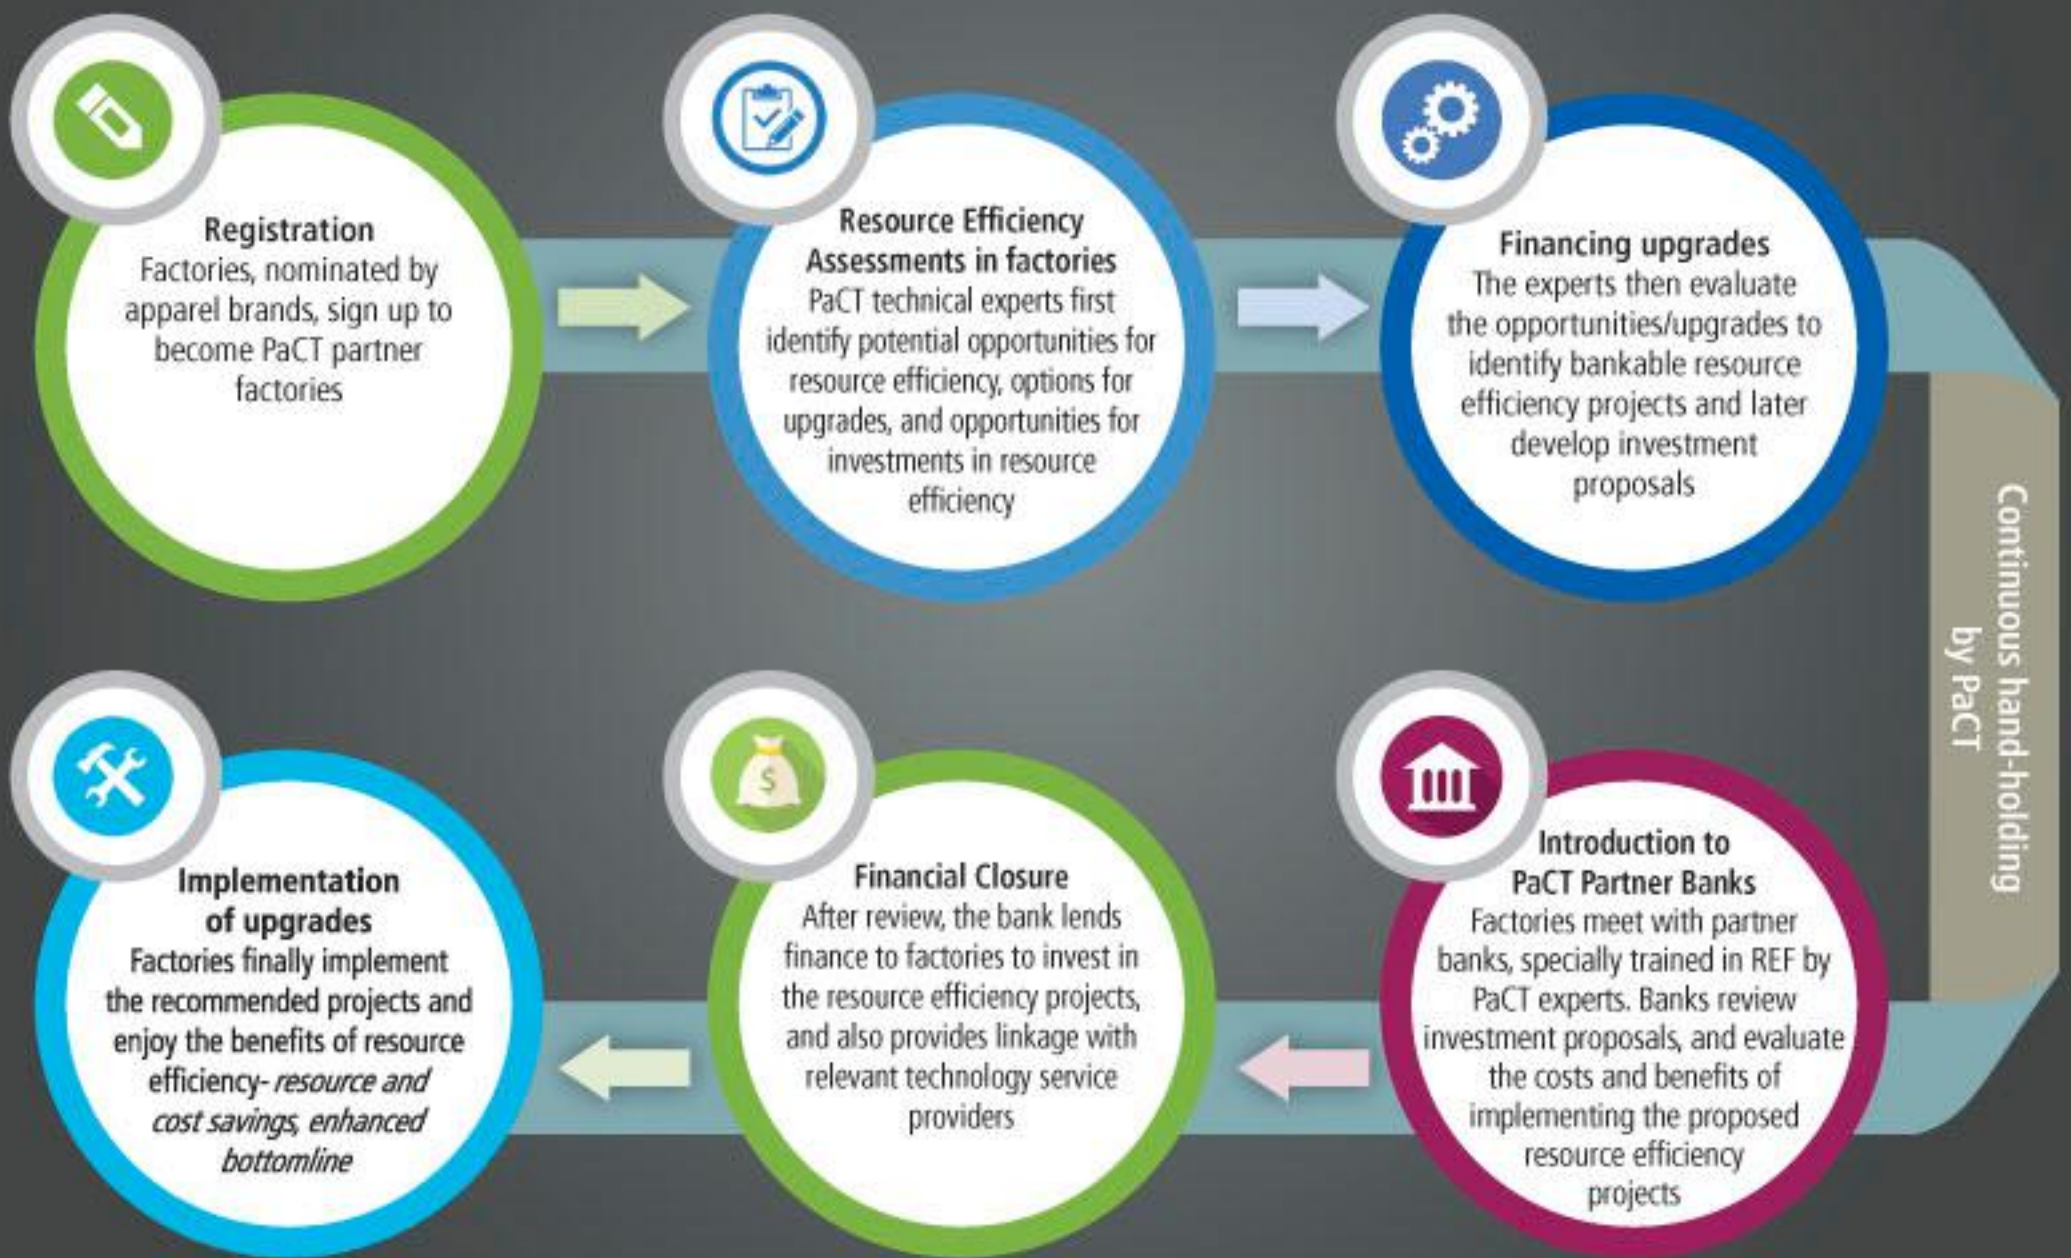 Registration
Factories, nominated by
apparel brands, sign up to
become PaCT partner
factories
Resource Efficiency
Assessments in factories
PaCT technical experts first
identify potential opportunities for
resource efficiency, options for
upgrades, and opportunities for
investments in resource
efficiency
Financing upgrades
The experts then evaluate
the opportunities/upgrades to
identify bankable resource
efficiency projects and later
develop investment
proposals
Continuous hand-holding
by PaCT
Introduction to
PaCT Partner Banks
Factories meet with partner
banks, specially trained in REF by
PaCT experts. Banks review
investment proposals, and evaluate
the costs and benefits of
implementing the proposed
resource efficiency
projects
$
Financial Closure
After review, the bank lends
finance to factories to invest in
the resource efficiency projects,
and also provides linkage with
relevant technology service
providers
Implementation
of upgrades
Factories finally implement
the recommended projects and
enjoy the benefits of resource
efficiency- resource and
cost savings, enhanced
bottomline